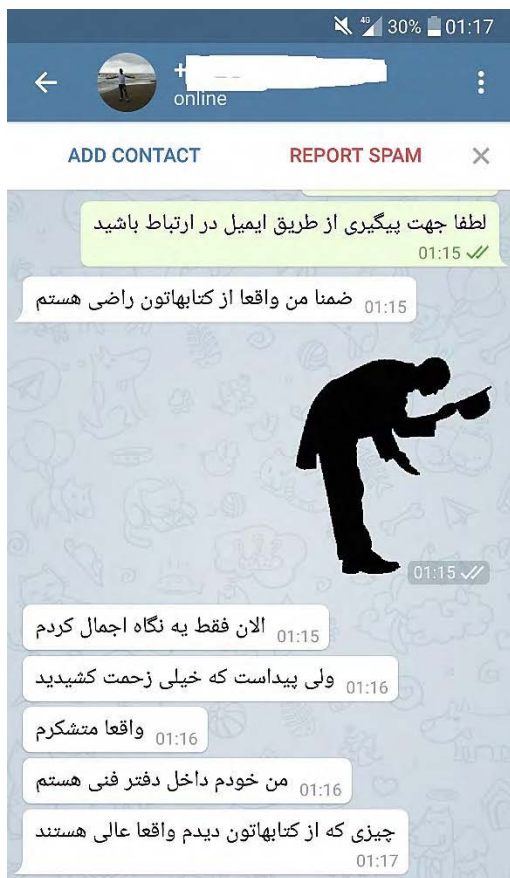 4G 30% 01:17
+
online
ADD CONTACT
REPORT SPAM
لطفا جهت پیگیری از طریق ایمیل در ارتباط باشید
01:15
ضمنا من واقعا از کتابهاتون راضی هستم
01:15
01:15
الان فقط یه نگاه اجمال کردم
01:15
ولی پیداست که خیلی زحمت کشیدید
01:16
واقعا متشکرم
01:16
من خودم داخل دفتر فنی هستم
01:16
چیزی که از کتابهاتون دیدم واقعا عالی هستند
01:17